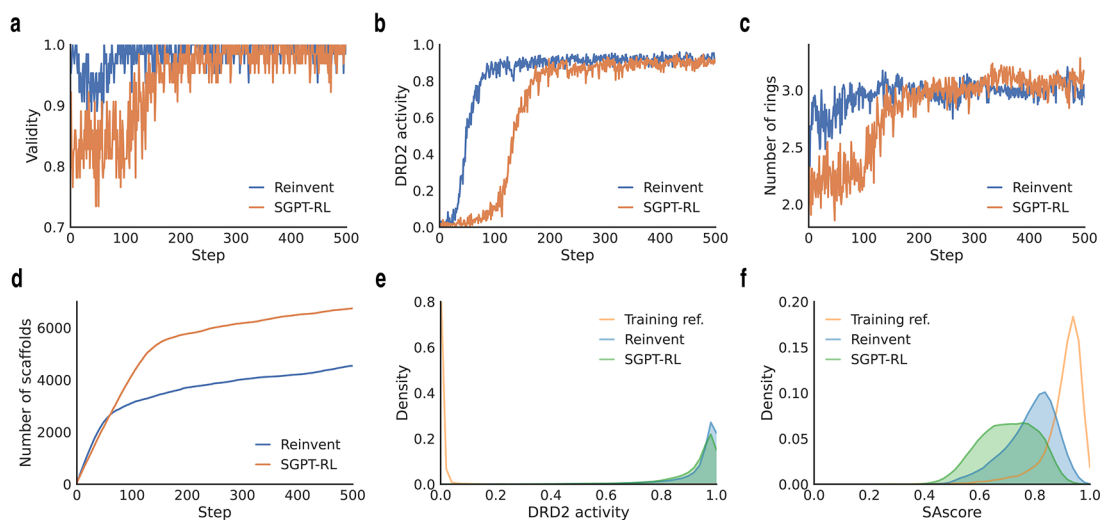 a
1.0
0.9
0.8
0.7
Validity
0
100
200
300
400
500
Step
Reinvent
SGPT-RL
b
1.0
0.8
0.6
0.4
0.2
0.0
DRD2 activity
0
100
200
300
400
500
Step
Reinvent
SGPT-RL
c
3.0
2.5
2.0
Number of rings
0
100
200
300
400
500
Step
Reinvent
SGPT-RL
d
6000
4000
2000
0
Number of scaffolds
0
100
200
300
400
500
Step
Reinvent
SGPT-RL
e
0.8
0.6
0.4
0.2
0.0
Density
0.0
0.2
0.4
0.6
0.8
1.0
DRD2 activity
Training ref.
Reinvent
SGPT-RL
f
0.20
0.15
0.10
0.05
0.00
Density
0.0
0.2
0.4
0.6
0.8
1.0
SAscore
Training ref.
Reinvent
SGPT-RL